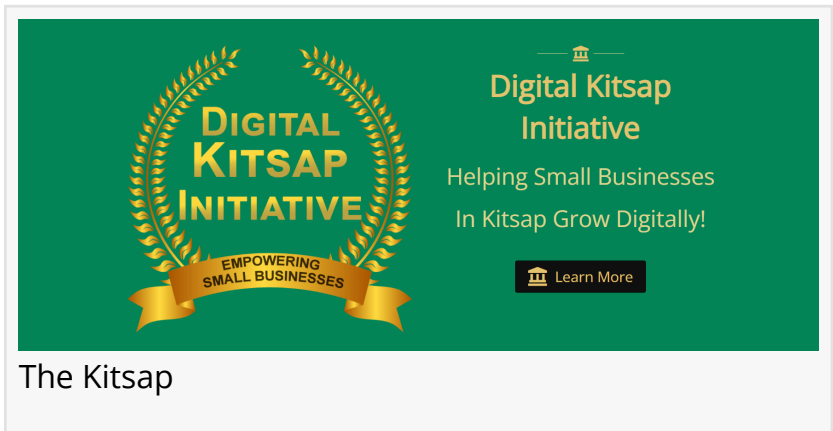 DIGITAL
KITSAP
INITIATIVE
EMPOWERING
SMALL BUSINESSES
Digital Kitsap
Initiative
Helping Small Businesses
In Kitsap Grow Digitally!
Learn More
The Kitsap